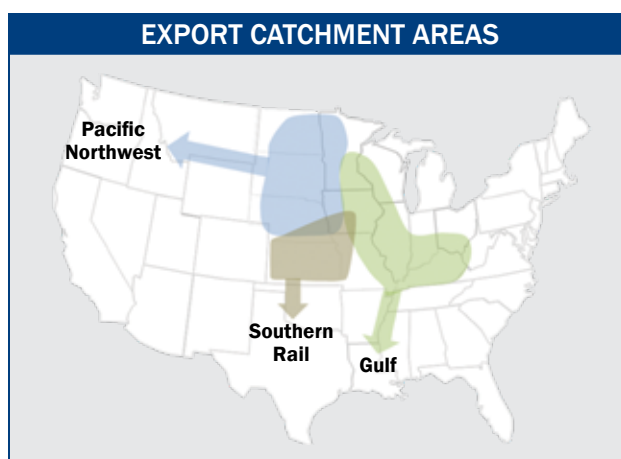 EXPORT CATCHMENT AREAS
Pacific
Northwest
Southern
Rail
Gulf